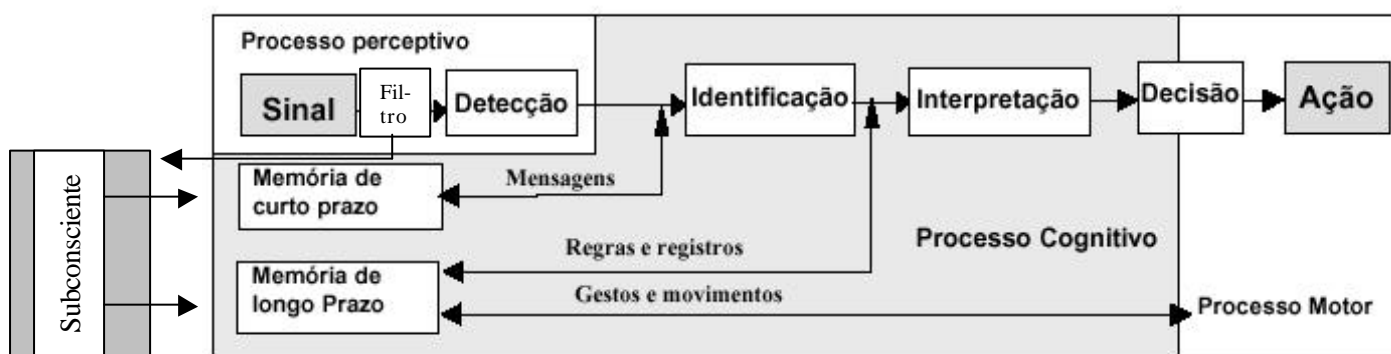 Processo perceptivo
Sinal
Fil-
tro
Detecção
Identificação
Interpretação
Decisão
Ação
Subconsciente
Memória de
curto prazo
Mensagens
Regras e registros
Processo Cognitivo
Memória de
longo Prazo
Gestos e movimentos
Processo Motor